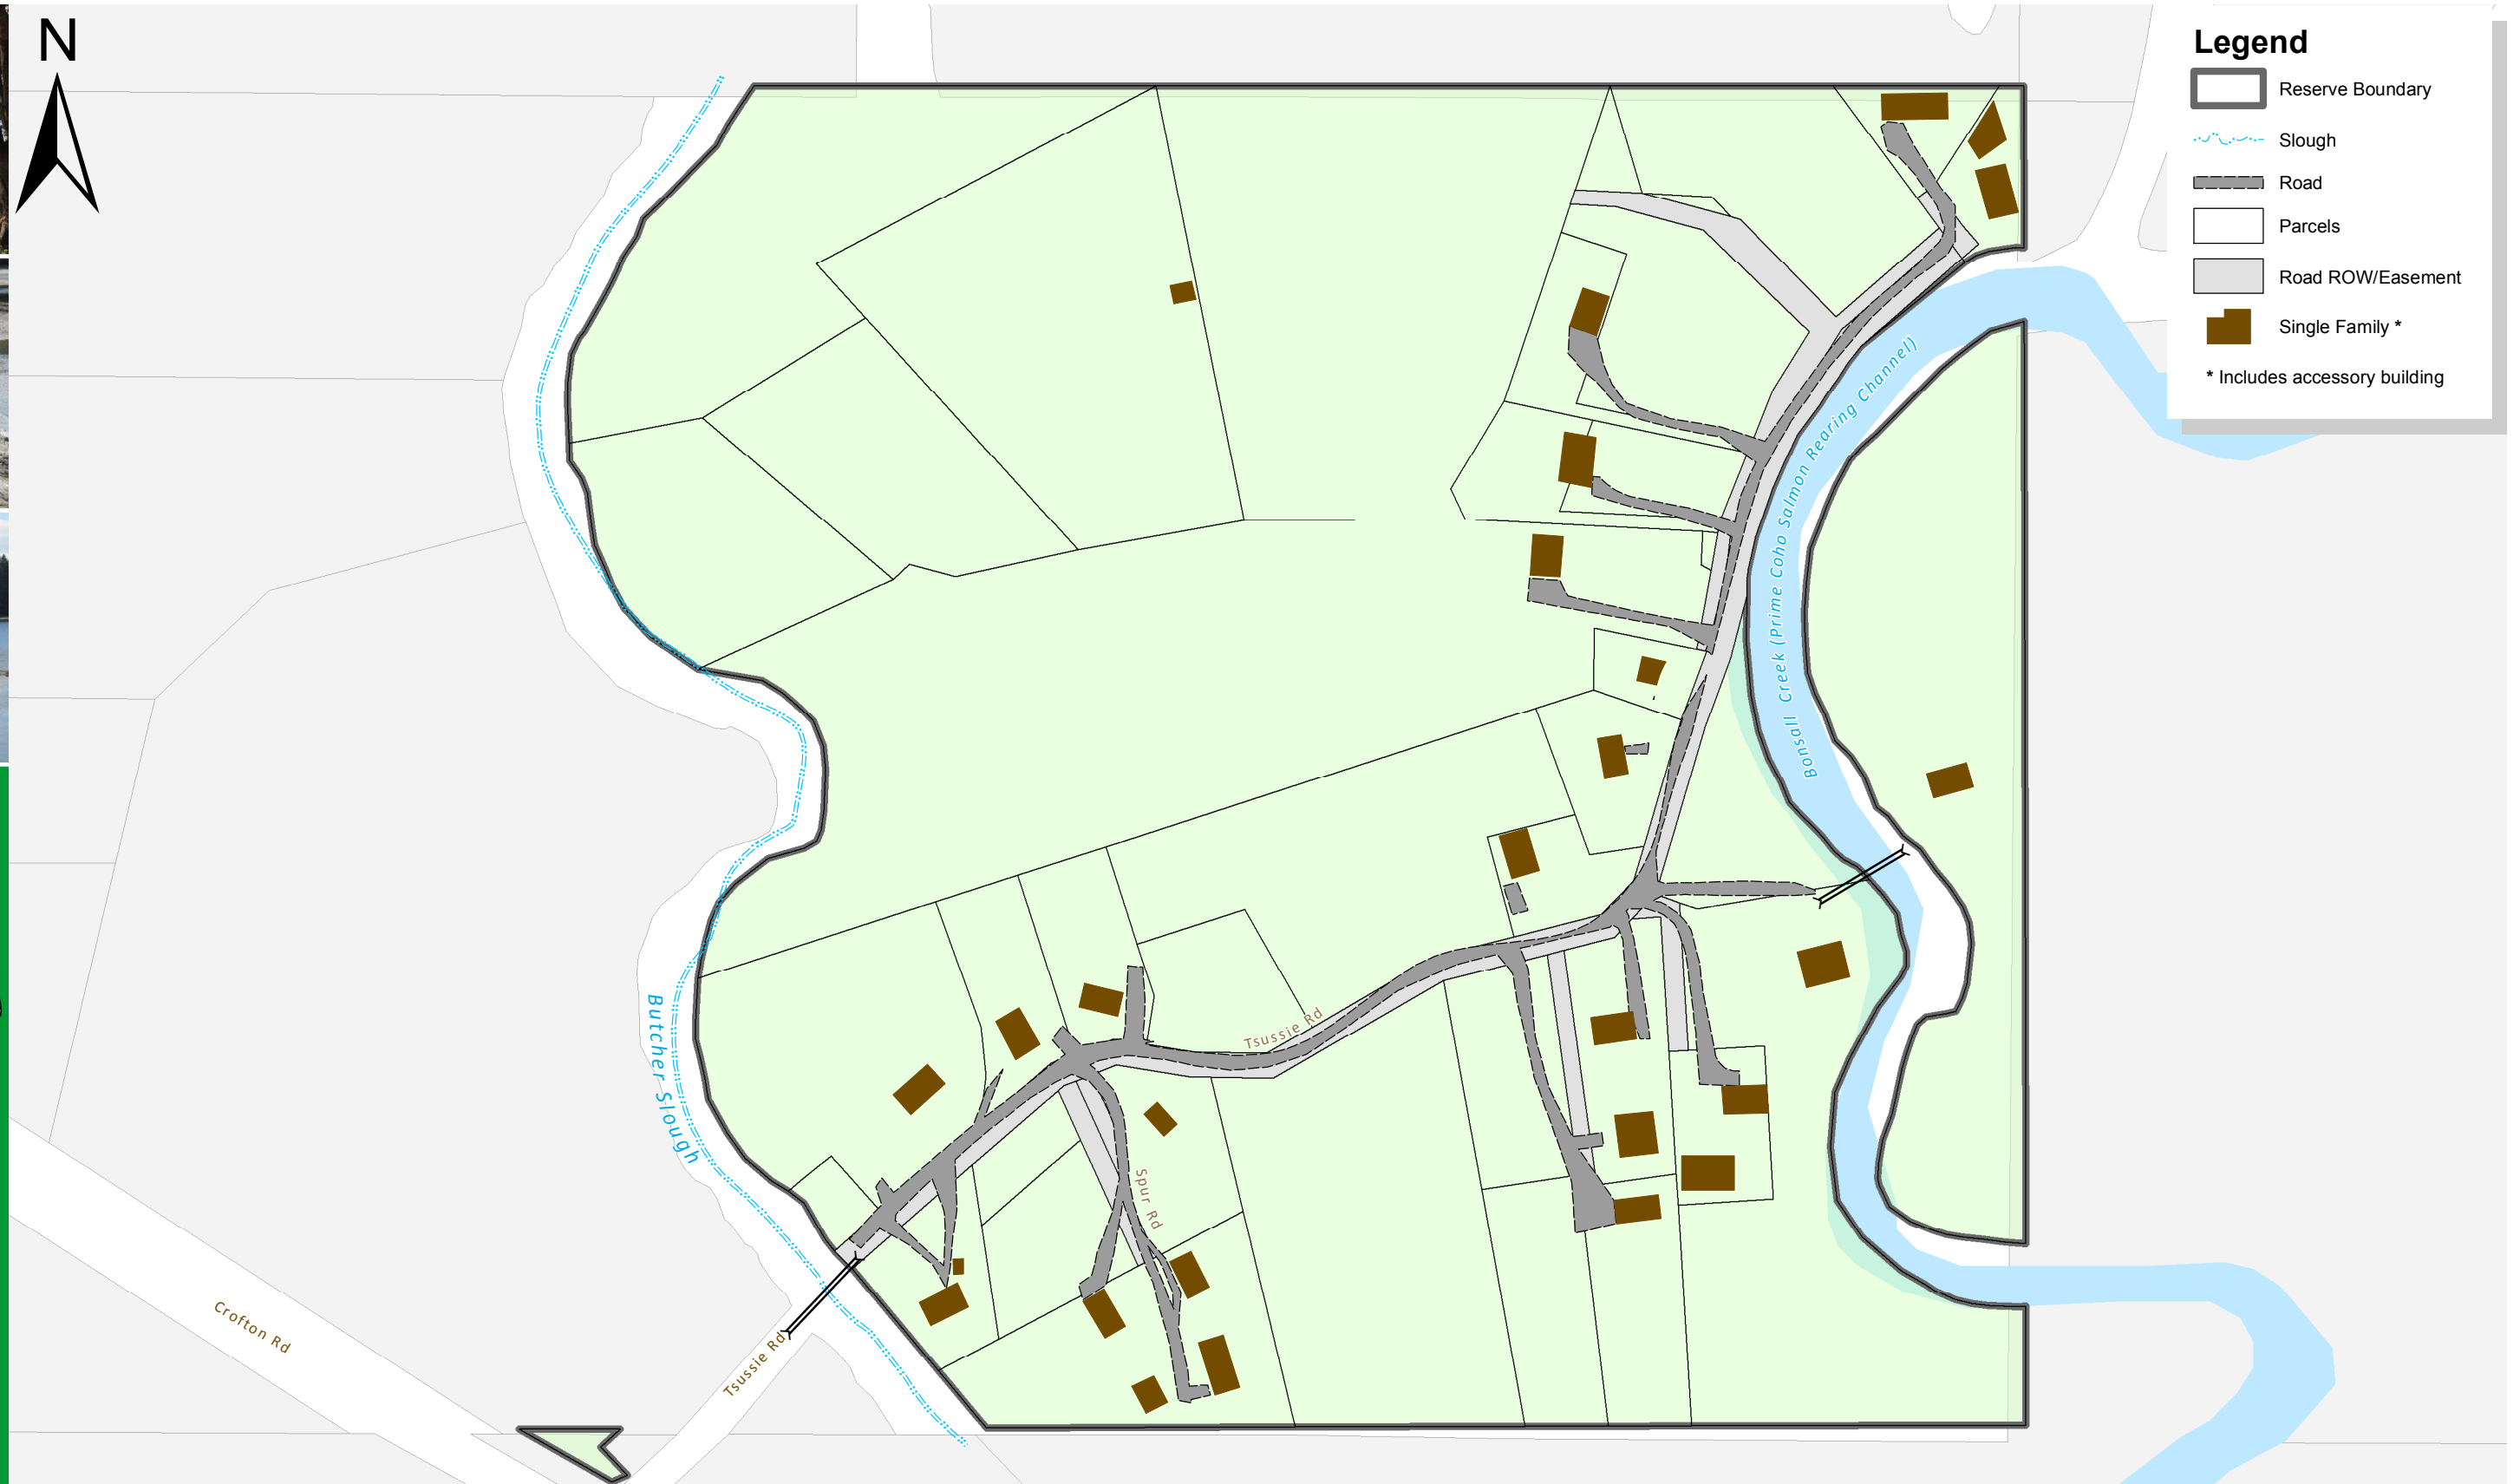 N
Legend
Reserve Boundary
Slough
Road
Parcels
Road ROW/Easement
Single Family *
* Includes accessory building
Bonsall Creek (Prime Coho Salmon Rearing Channel)
Tsussie Rd
Butcher Slough
Spur Rd
Crofton Rd
Tsussie Rd